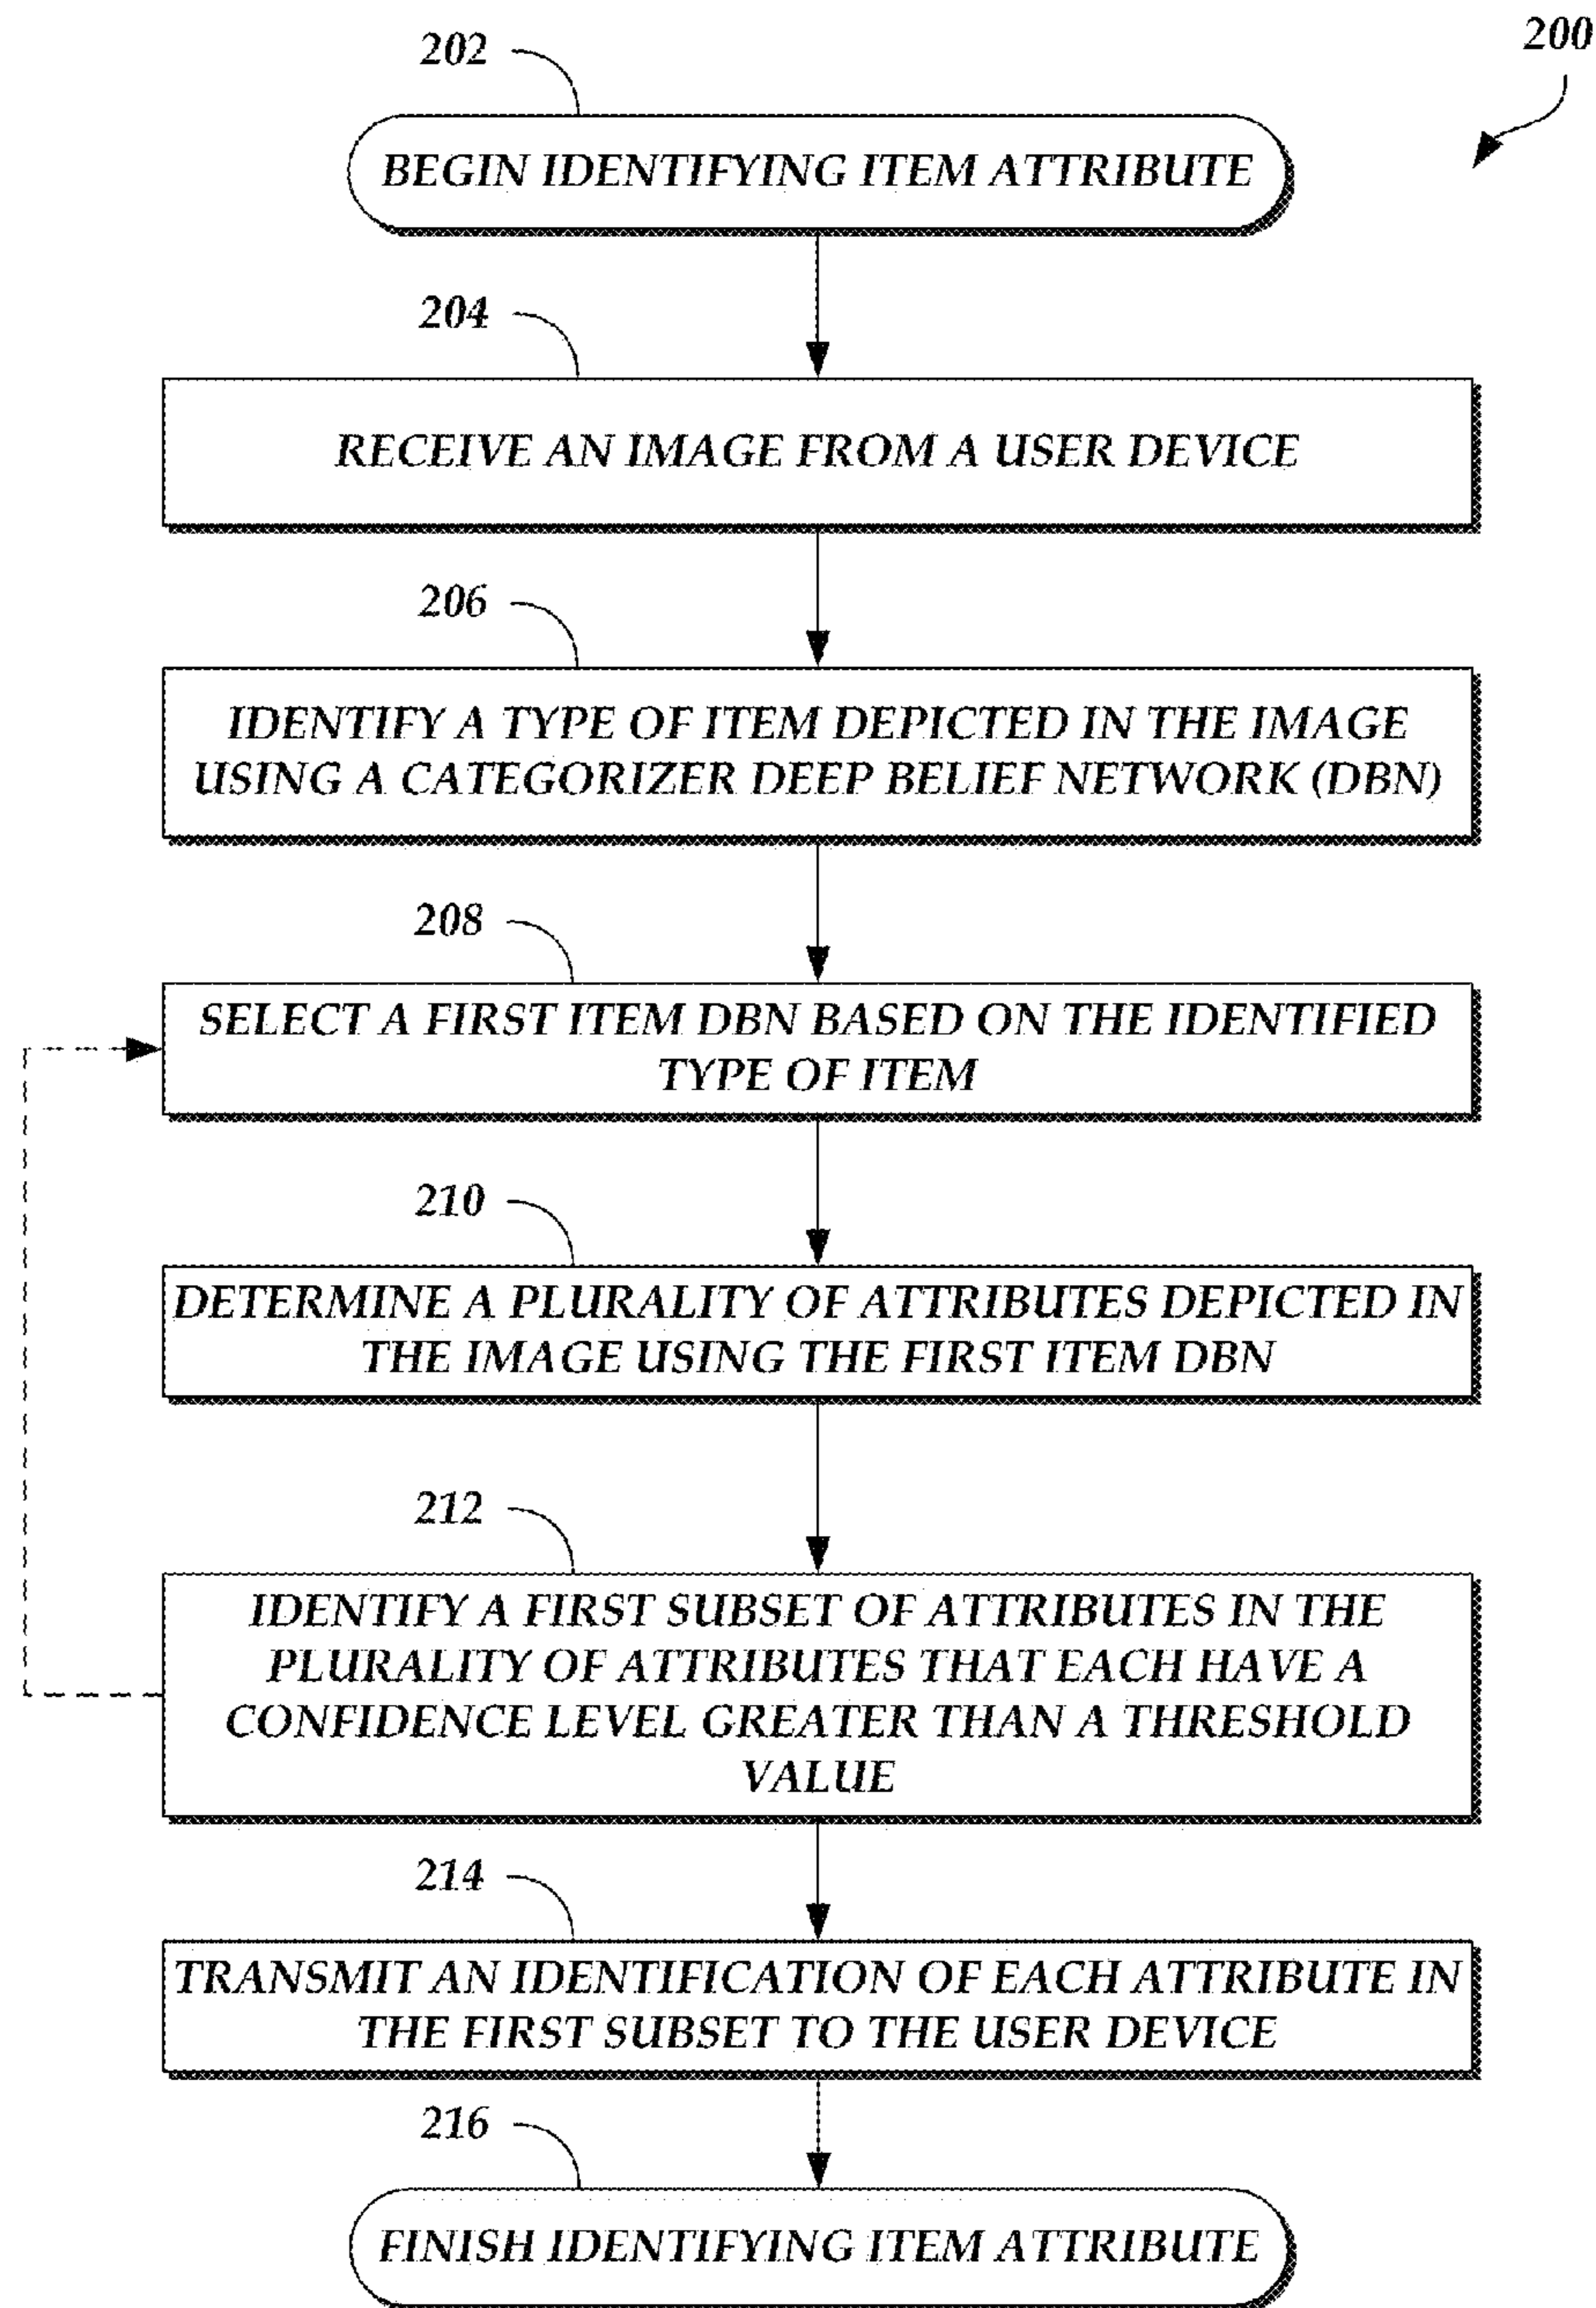 200
202
BEGIN IDENTIFYING ITEM ATTRIBUTE
204
RECEIVE AN IMAGE FROM A USER DEVICE
206
IDENTIFY A TYPE OF ITEM DEPICTED IN THE IMAGE
USING A CATEGORIZER DEEP BELIEF NETWORK (DBN)
208
SELECT A FIRST ITEM DBN BASED ON THE IDENTIFIED
TYPE OF ITEM
210
DETERMINE A PLURALITY OF ATTRIBUTES DEPICTED IN
THE IMAGE USING THE FIRST ITEM DBN
212
IDENTIFY A FIRST SUBSET OF ATTRIBUTES IN THE
PLURALITY OF ATTRIBUTES THAT EACH HAVE A
CONFIDENCE LEVEL GREATER THAN A THRESHOLD
VALUE
214
TRANSMIT AN IDENTIFICATION OF EACH ATTRIBUTE IN
THE FIRST SUBSET TO THE USER DEVICE
216
FINISH IDENTIFYING ITEM ATTRIBUTE